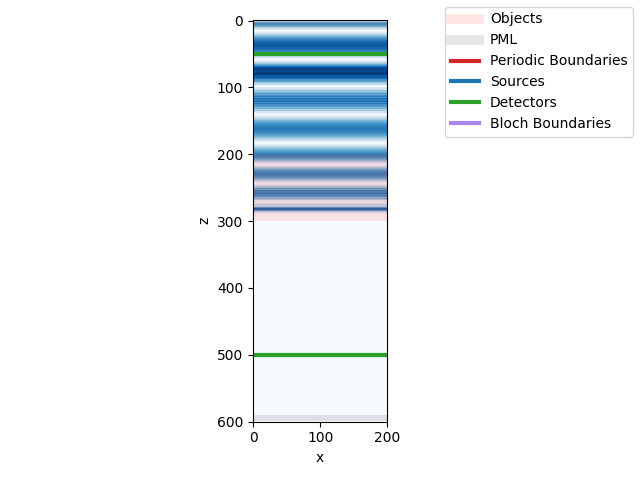 Objects
PML
Periodic Boundaries
Sources
Detectors
Bloch Boundaries
0
100
200
300
400
500
600
z
0 100 200
x